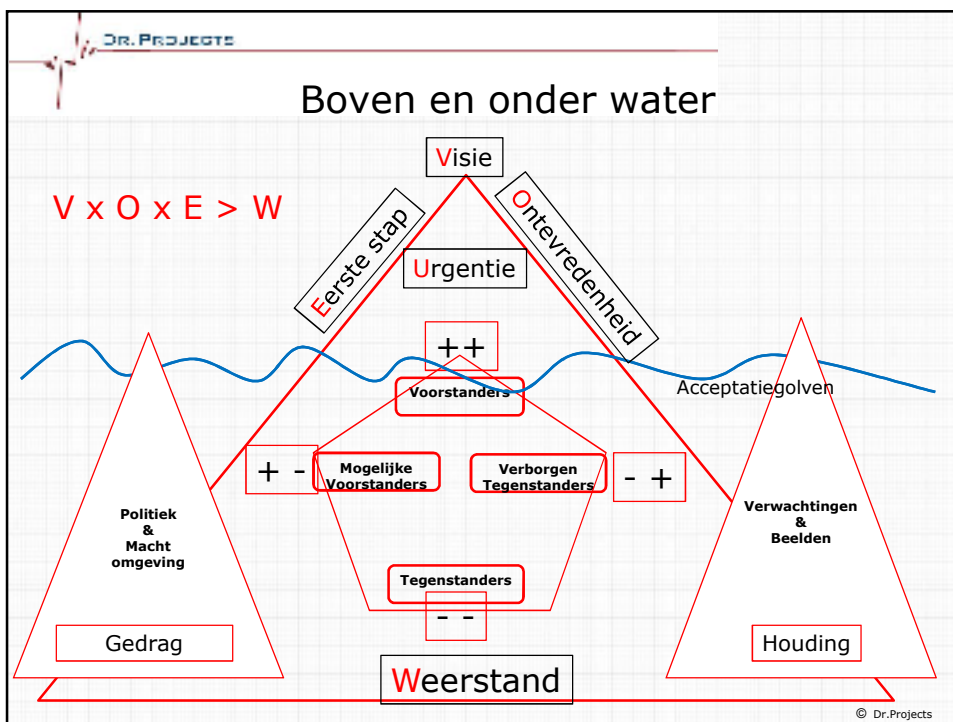 DR. PROJECTS
Boven en onder water
Visie
V x O x E > W
Eerste stap
Ontevredenheid
Urgentie
++
Acceptatiegolven
Voorstanders
+ -
Mogelijke
Voorstanders
Verborgen
Tegenstanders
- +
Politiek
&
Macht
omgeving
Verwachtingen
&
Beelden
Tegenstanders
- -
Gedrag
Houding
Weerstand
© Dr.Projects